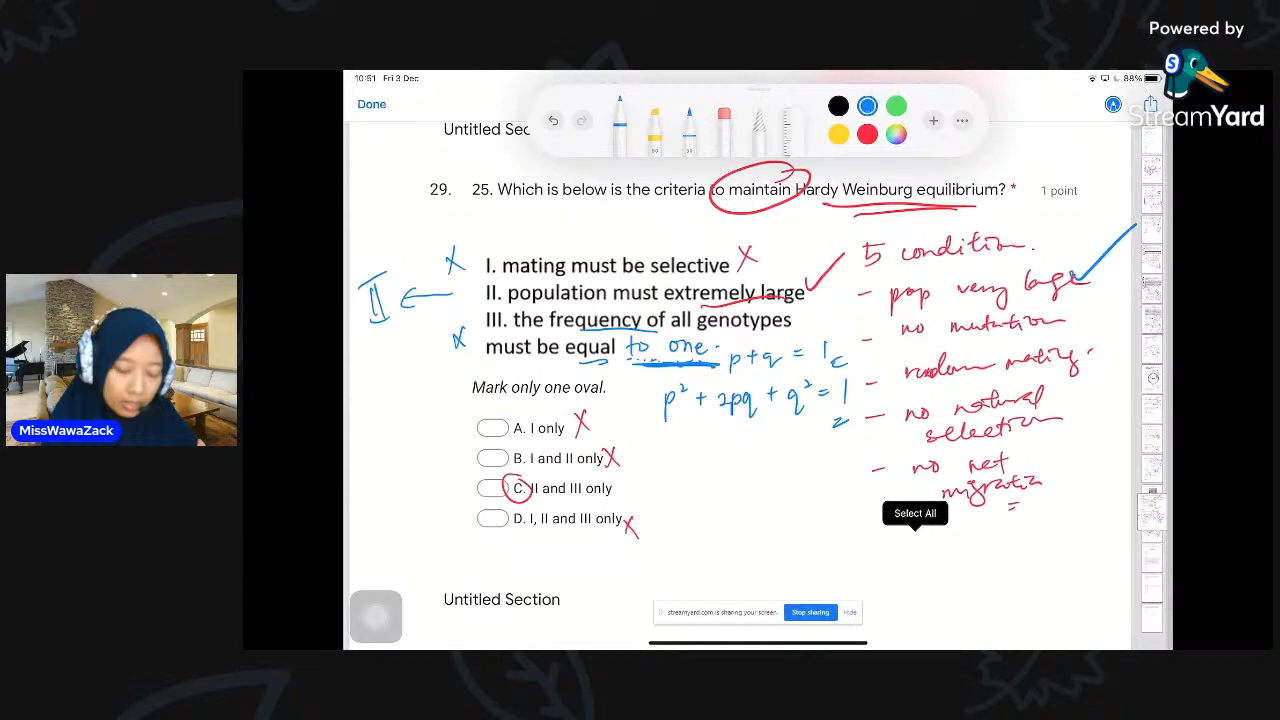 Powered by
StreamYard
10:51 Fri 3 Dec
88%
Done
Untitled Sec
29. 25. Which is below is the criteria to maintain Hardy Weinburg equilibrium? * 1 point
X I. mating must be selective X
II ← II. population must extremely large
III. the frequency of all genotypes
X must be equal to one.
p+q = 1
p² + 2pq + q² = 1
5 condition.
- pop very large
- no mutation
- random mating.
- no natural
selection
- no net
migration
Mark only one oval.
A. I only X
B. I and II only X
C. II and III only
D. I, II and III only X
Select All
Untitled Section
streamyard.com is sharing your screen.
Stop sharing
Hide
MissWawaZack